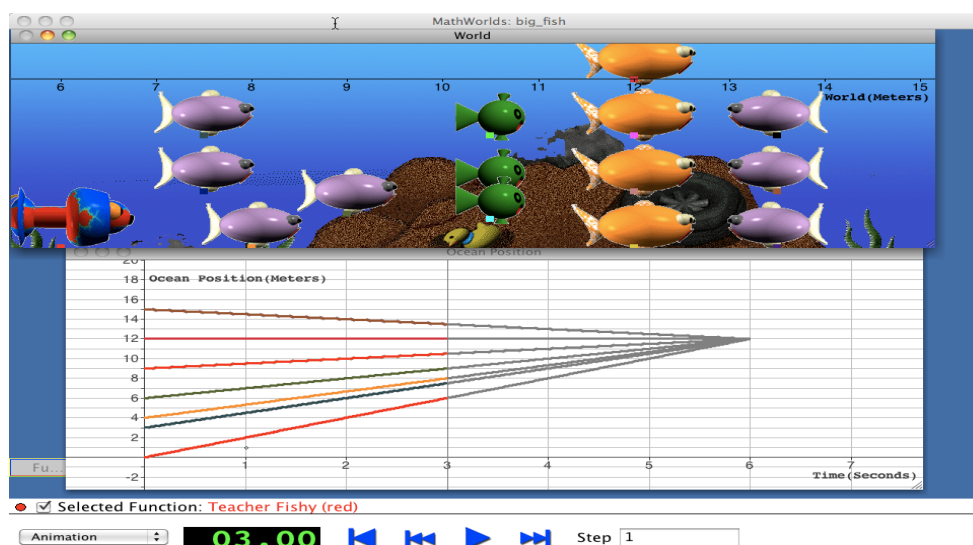 MathWorlds: big_fish
World
6 7 8 9 10 11 12 13 14 15
World(Meters)
Ocean Position
20
18 Ocean Position(Meters)
16
14
12
10
8
6
4
2
1 2 3 4 5 6 7
-2
Time(Seconds)
Fu...
Selected Function: Teacher Fishy (red)
Animation 03.00 Step 1